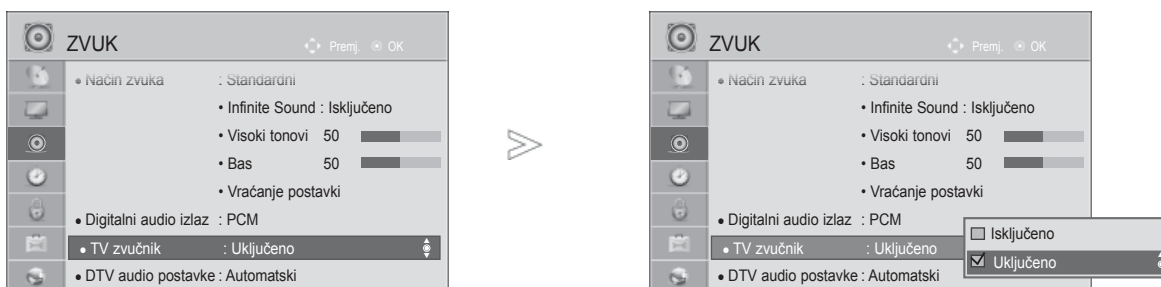 ZVUK
Premj. OK
• Način zvuka : Standardni
• Infinite Sound : Isključeno
• Visoki tonovi 50
• Bas 50
• Vraćanje postavki
• Digitalni audio izlaz : PCM
• TV zvučnik : Uključeno
• DTV audio postavke : Automatski
>
ZVUK
Premj. OK
• Način zvuka : Standardni
• Infinite Sound : Isključeno
• Visoki tonovi 50
• Bas 50
• Vraćanje postavki
• Digitalni audio izlaz : PCM
• TV zvučnik : Uključeno
• DTV audio postavke : Automatski
Isključeno
Uključeno